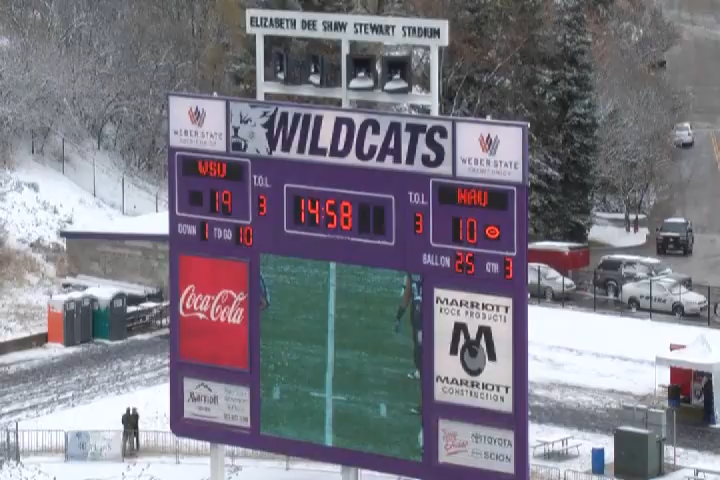 ELIZABETH DEE SHAW STEWART STADIUM
WEBER STATE
WILDCATS
WEBER STATE
WSU
NAU
19
T.O.L.
3
14:58
T.O.L.
3
10
DOWN 1 TO GO 10
BALL ON 25 QTR 3
Coca-Cola
MARRIOTT
ROCK PRODUCTS
M
MARRIOTT
CONSTRUCTION
Marriott
TOYOTA
SCION